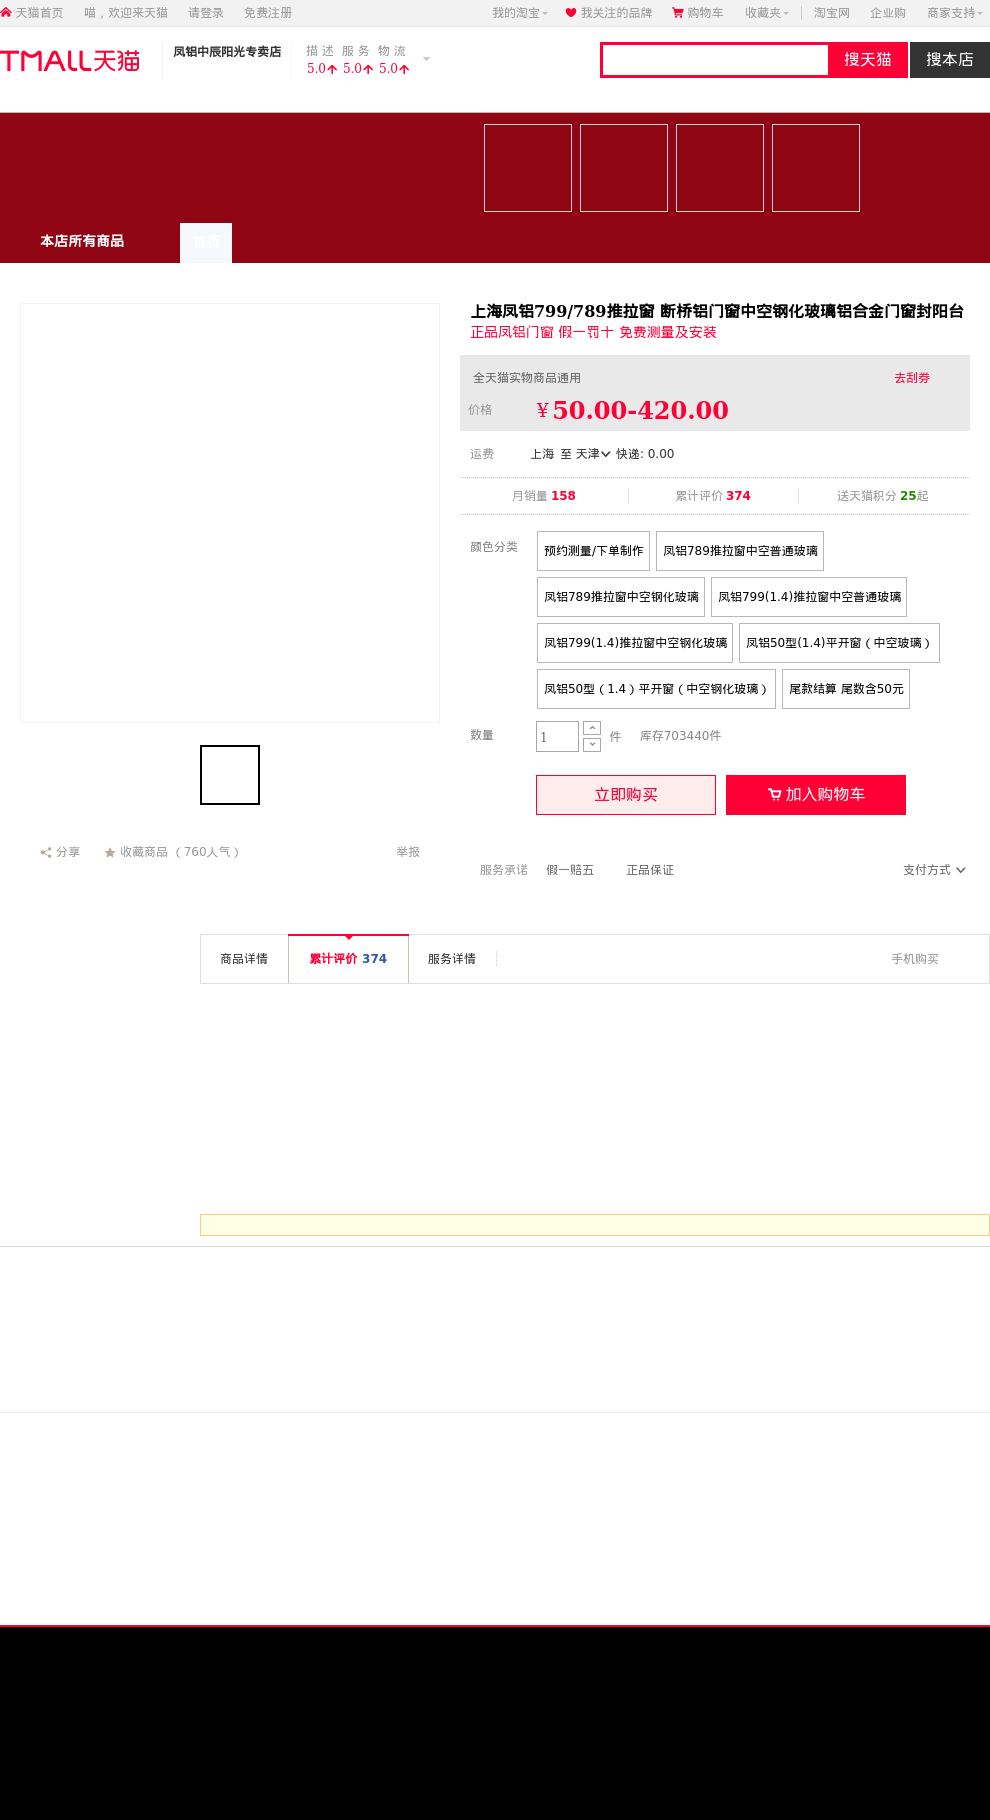 天猫首页 喵，欢迎来天猫 请登录 免费注册 我的淘宝 我关注的品牌 购物车 收藏夹 淘宝网 企业购 商家支持
TMALL天猫 凤铝中辰阳光专卖店 描 述 服 务 物 流 搜天猫 搜本店
5.0 5.0 5.0
本店所有商品 首页
上海凤铝799/789推拉窗 断桥铝门窗中空钢化玻璃铝合金门窗封阳台
正品凤铝门窗 假一罚十 免费测量及安装
全天猫实物商品通用 去刮券
价格 ¥50.00-420.00
运费 上海 至 天津 快递: 0.00
月销量 158 累计评价 374 送天猫积分 25起
颜色分类 预约测量/下单制作 凤铝789推拉窗中空普通玻璃
凤铝789推拉窗中空钢化玻璃 凤铝799(1.4)推拉窗中空普通玻璃
凤铝799(1.4)推拉窗中空钢化玻璃 凤铝50型(1.4)平开窗（中空玻璃）
凤铝50型（1.4）平开窗（中空钢化玻璃） 尾款结算 尾数含50元
数量 1 件 库存703440件
立即购买 加入购物车
分享 收藏商品 （760人气） 举报
服务承诺 假一赔五 正品保证 支付方式
商品详情 累计评价 374 服务详情 手机购买